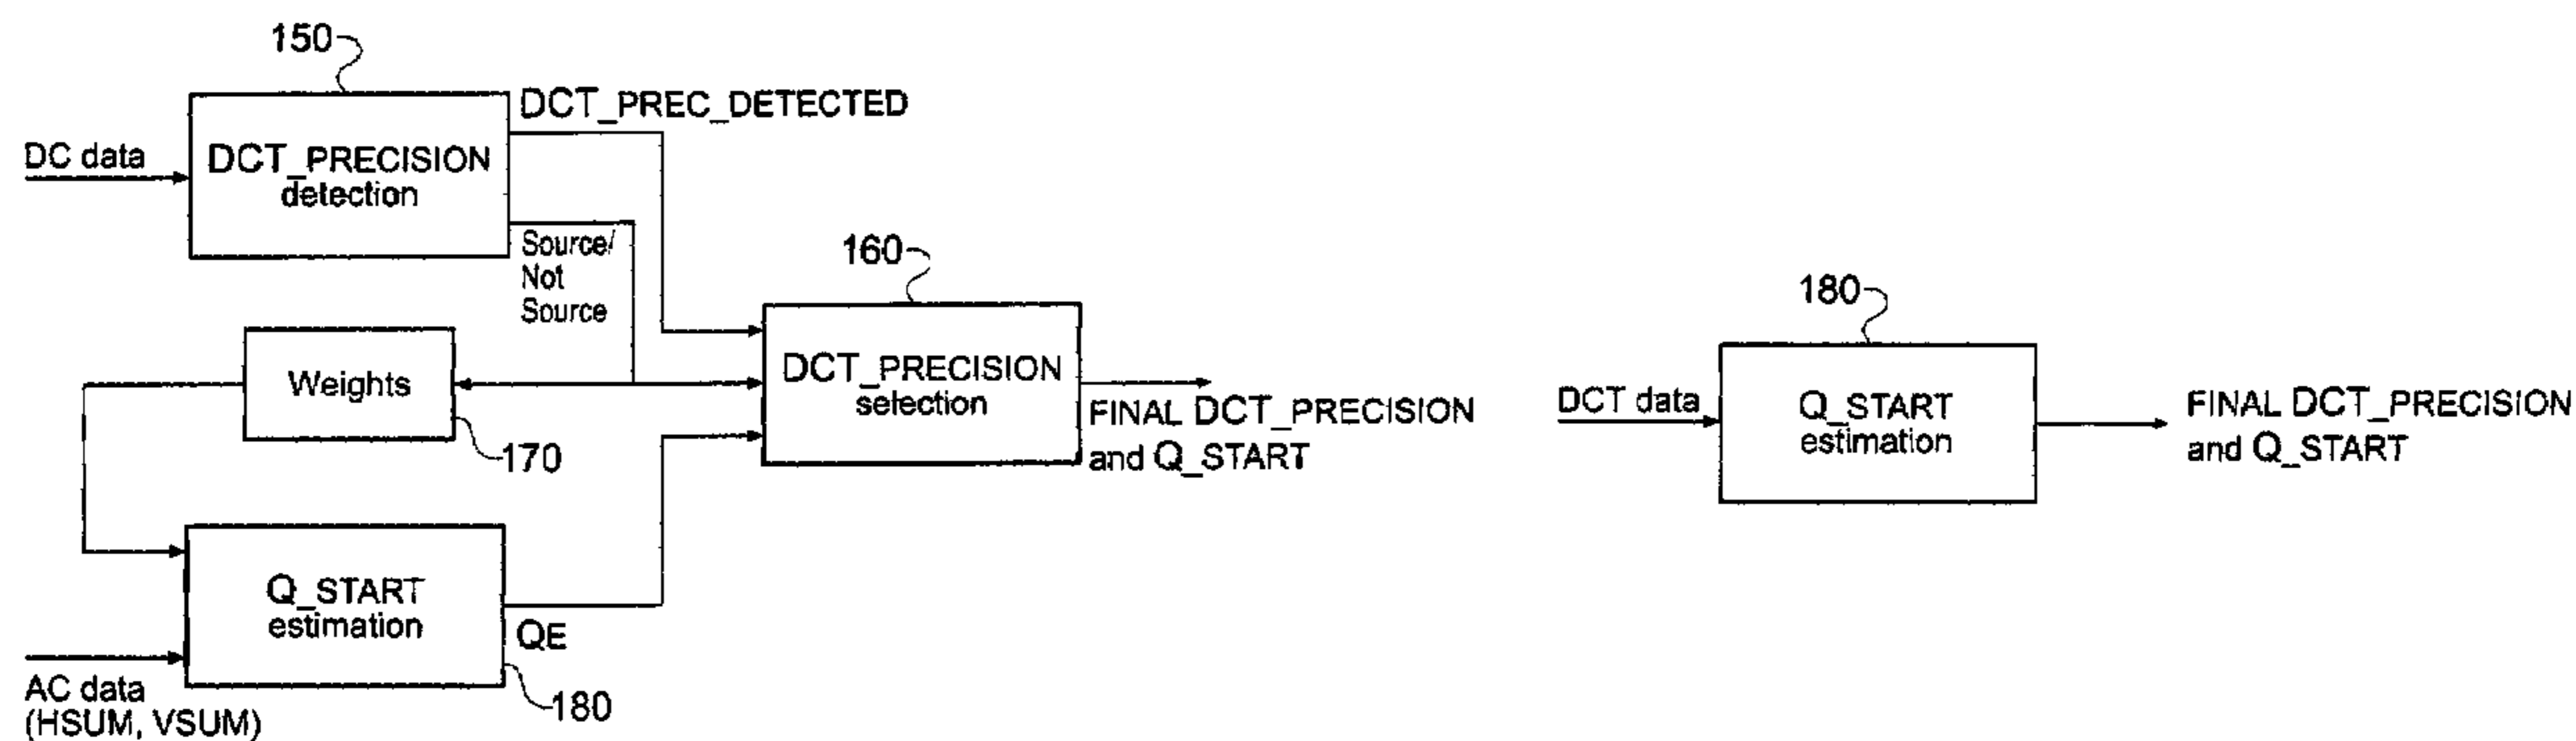 150
DCT_PREC_DETECTED
DC data
DCT_PRECISION
detection
Source/
Not
Source
160
Weights
170
DCT_PRECISION
selection
FINAL DCT_PRECISION
and Q_START
Q_START
estimation
QE
180
AC data
(HSUM, VSUM)
180
DCT data
Q_START
estimation
FINAL DCT_PRECISION
and Q_START